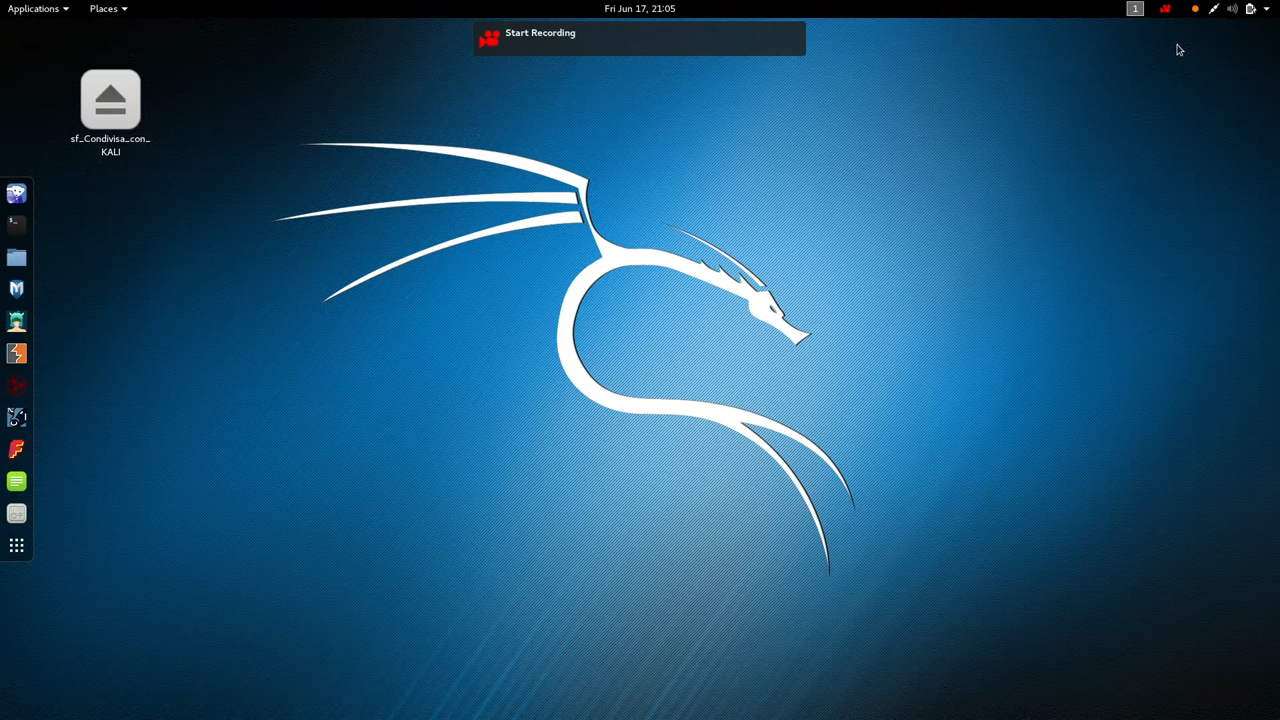 Applications
Places
Fri Jun 17, 21:05
1
Start Recording
sf_Condivisa_con_
KALI